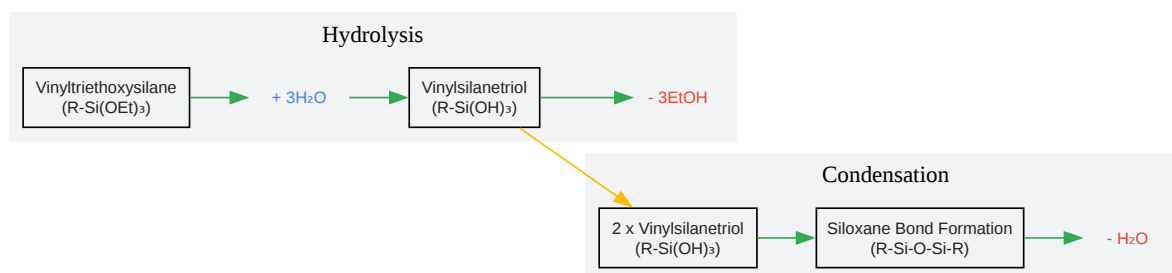 Hydrolysis
Vinyltriethoxysilane
(R-Si(OEt)₃)
+ 3H₂O
Vinylsilanetriol
(R-Si(OH)₃)
- 3EtOH
Condensation
2 x Vinylsilanetriol
(R-Si(OH)₃)
Siloxane Bond Formation
(R-Si-O-Si-R)
- H₂O